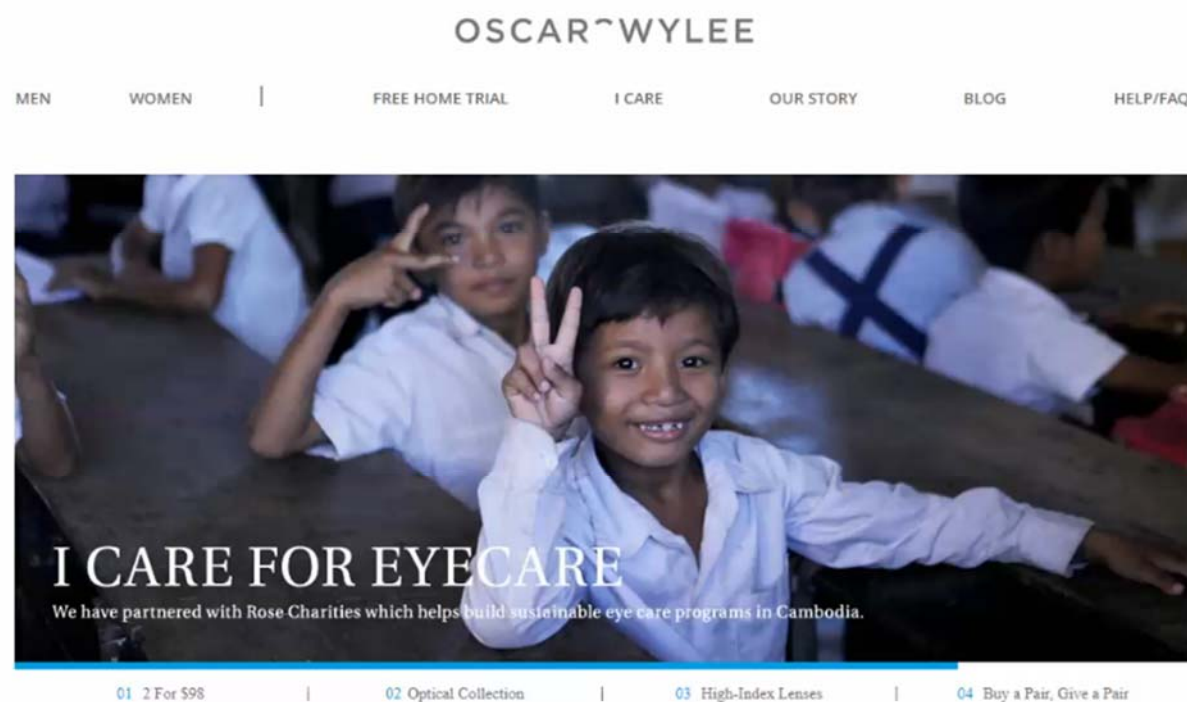 OSCAR WYLEE
MEN WOMEN | FREE HOME TRIAL I CARE OUR STORY BLOG HELP/FAQ
I CARE FOR EYECARE
We have partnered with Rose Charities which helps build sustainable eye care programs in Cambodia.
01 2 For $98 | 02 Optical Collection | 03 High-Index Lenses | 04 Buy a Pair, Give a Pair